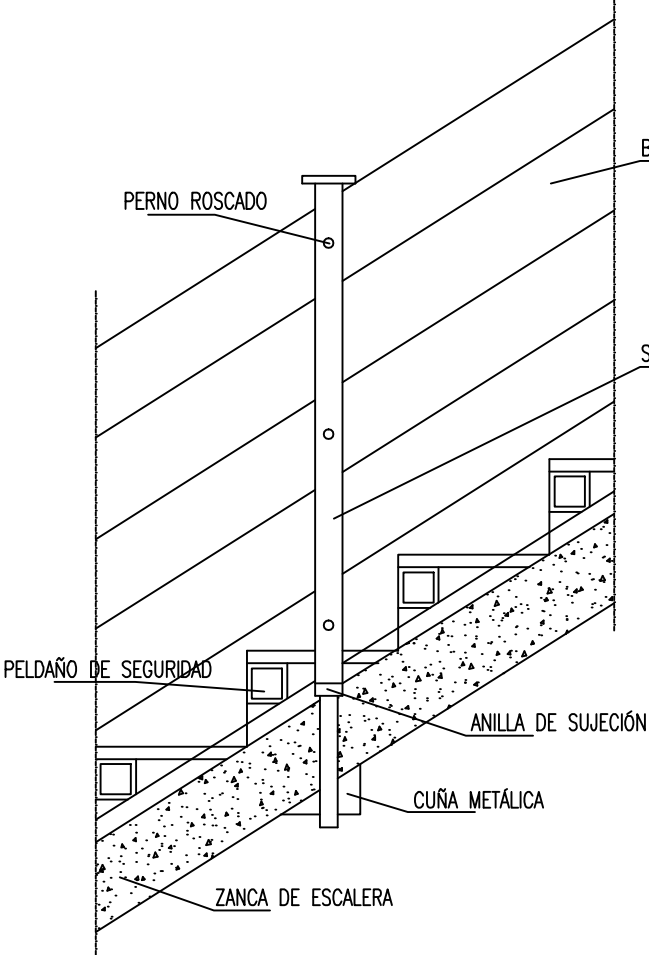 B
PERNO ROSCADO
S
PELDAÑO DE SEGURIDAD
ANILLA DE SUJECIÓN
CUÑA METÁLICA
ZANCA DE ESCALERA